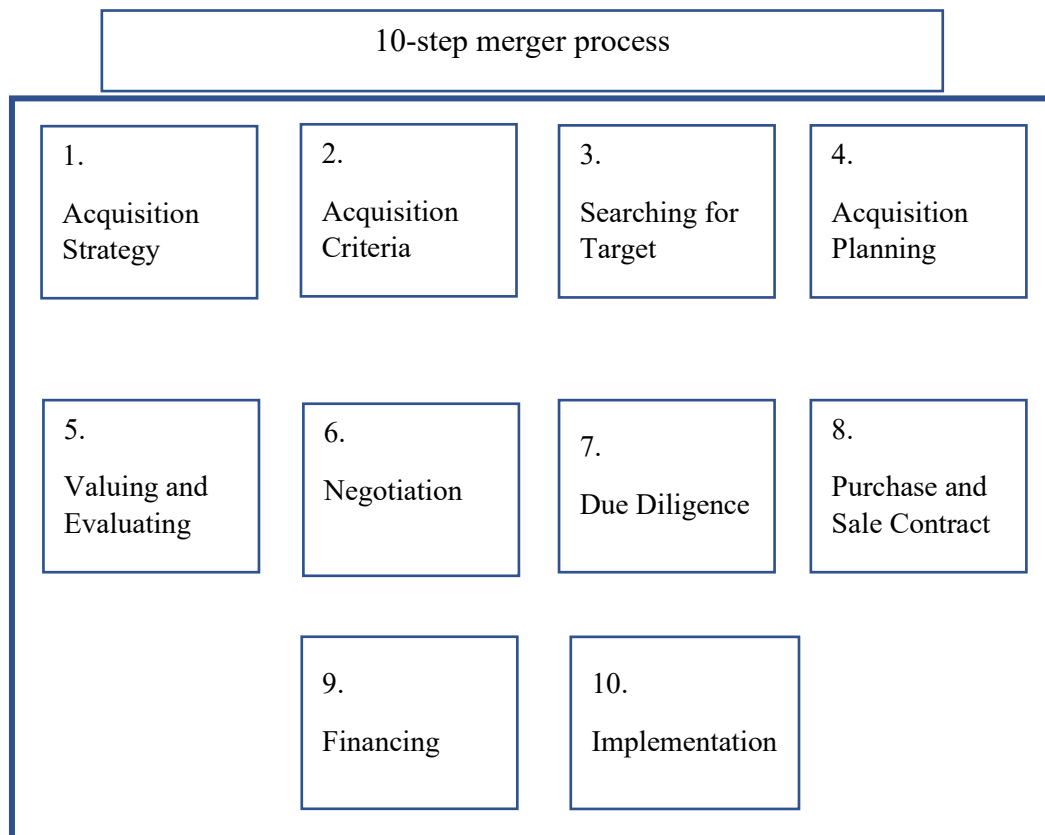 10-step merger process
1.
Acquisition
Strategy
2.
Acquisition
Criteria
3.
Searching for
Target
4.
Acquisition
Planning
5.
Valuing and
Evaluating
6.
Negotiation
7.
Due Diligence
8.
Purchase and
Sale Contract
9.
Financing
10.
Implementation